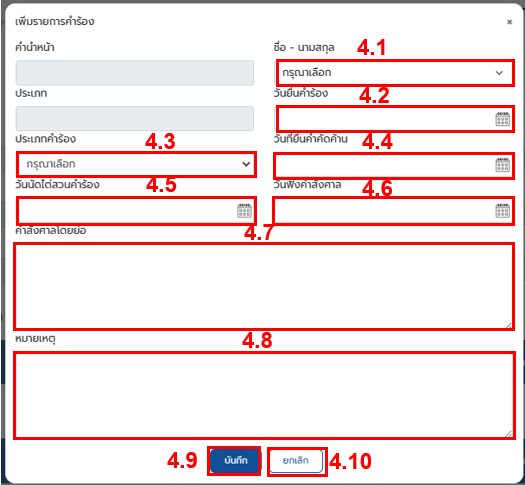 เพิ่มรายการคำร้อง ×
คำนำหน้า ชื่อ - นามสกุล 4.1
กรุณาเลือก
ประเภท วันยื่นคำร้อง 4.2
ประเภทคำร้อง 4.3 วันที่ยื่นคำคัดค้าน 4.4
กรุณาเลือก
วันนัดไต่สวนคำร้อง 4.5 วันฟังคำสั่งศาล 4.6
คำสั่งศาลโดยย่อ 4.7
หมายเหตุ 4.8
4.9 บันทึก ยกเลิก 4.10